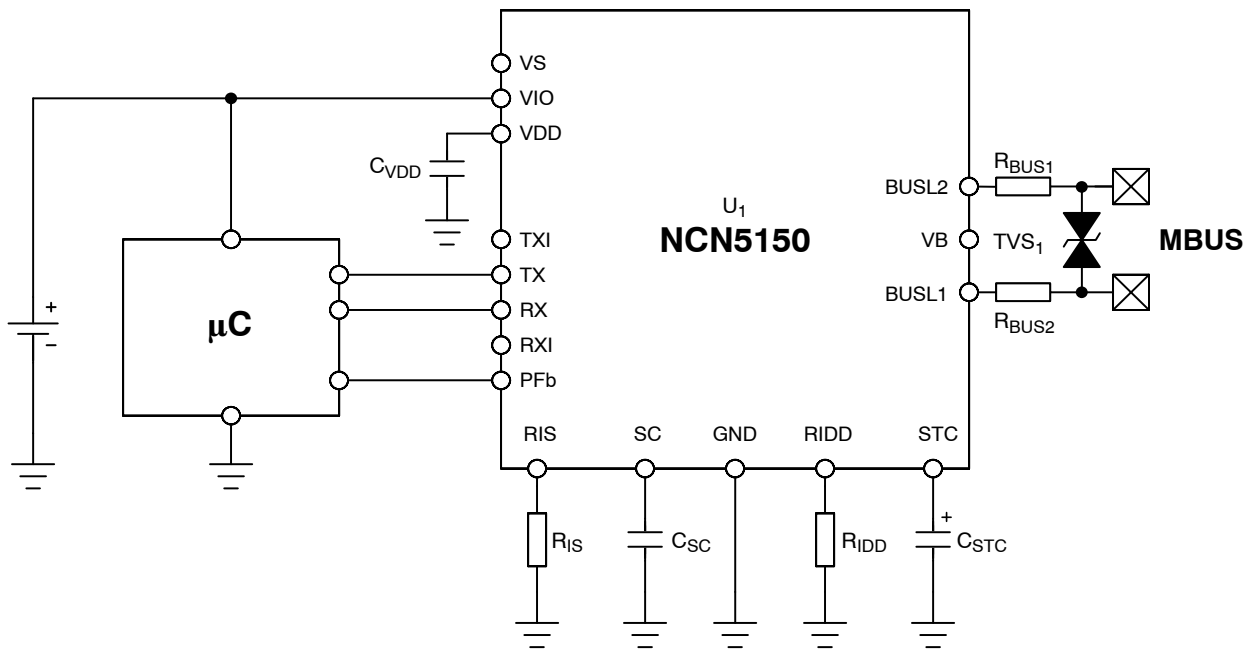 VS
VIO
VDD
C_VDD
R_BUS1
BUSL2
U_1
NCN5150
TXI
VB
TVS_1
MBUS
TX
BUSL1
RX
R_BUS2
+
−
μC
RXI
PFb
RIS
SC
GND
RIDD
STC
+
R_IS
C_SC
R_IDD
C_STC